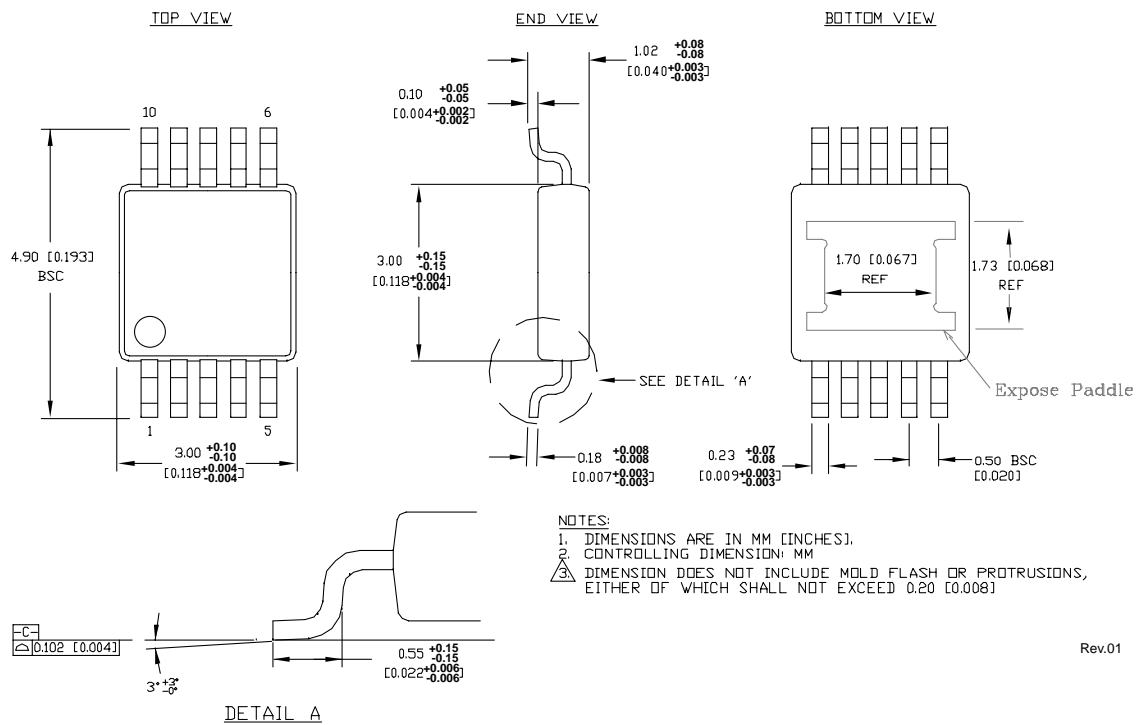 TOP VIEW
END VIEW
BOTTOM VIEW
1.02 +0.08 -0.08
[0.040+0.003 -0.003]
0.10 +0.05 -0.05
[0.004+0.002 -0.002]
10
6
4.90 [0.193]
BSC
3.00 +0.15 -0.15
[0.118+0.004 -0.004]
1.70 [0.067]
REF
1.73 [0.068]
REF
SEE DETAIL 'A'
Expose Paddle
1
5
3.00 +0.10 -0.10
[0.118+0.004 -0.004]
0.18 +0.008 -0.008
[0.007+0.003 -0.003]
0.23 +0.07 -0.08
[0.009+0.003 -0.003]
0.50 BSC
[0.020]
NOTES:
1. DIMENSIONS ARE IN MM [INCHES].
2. CONTROLLING DIMENSION: MM
3. DIMENSION DOES NOT INCLUDE MOLD FLASH OR PROTRUSIONS,
EITHER OF WHICH SHALL NOT EXCEED 0.20 [0.008]
-C-
0.102 [0.004]
3° +3° -0°
0.55 +0.15 -0.15
[0.022+0.006 -0.006]
DETAIL A
Rev.01